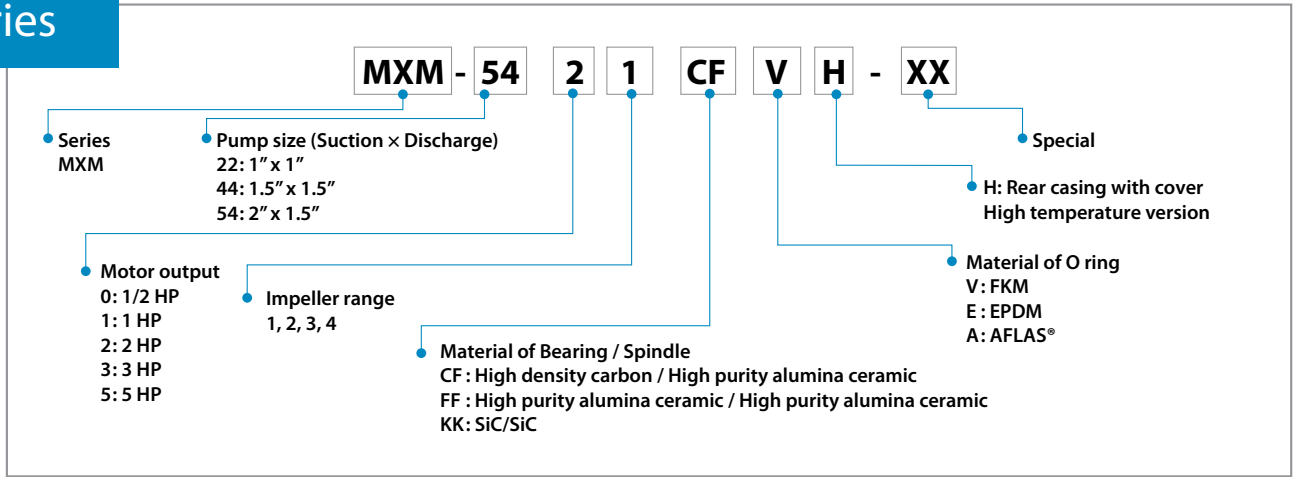 ries
MXM - 54 2 1 CF V H - XX
Series
MXM
Pump size (Suction × Discharge)
22: 1” x 1”
44: 1.5” x 1.5”
54: 2” x 1.5”
Special
H: Rear casing with cover
High temperature version
Motor output
0: 1/2 HP
1: 1 HP
2: 2 HP
3: 3 HP
5: 5 HP
Impeller range
1, 2, 3, 4
Material of O ring
V : FKM
E : EPDM
A: AFLAS®
Material of Bearing / Spindle
CF : High density carbon / High purity alumina ceramic
FF : High purity alumina ceramic / High purity alumina ceramic
KK: SiC/SiC